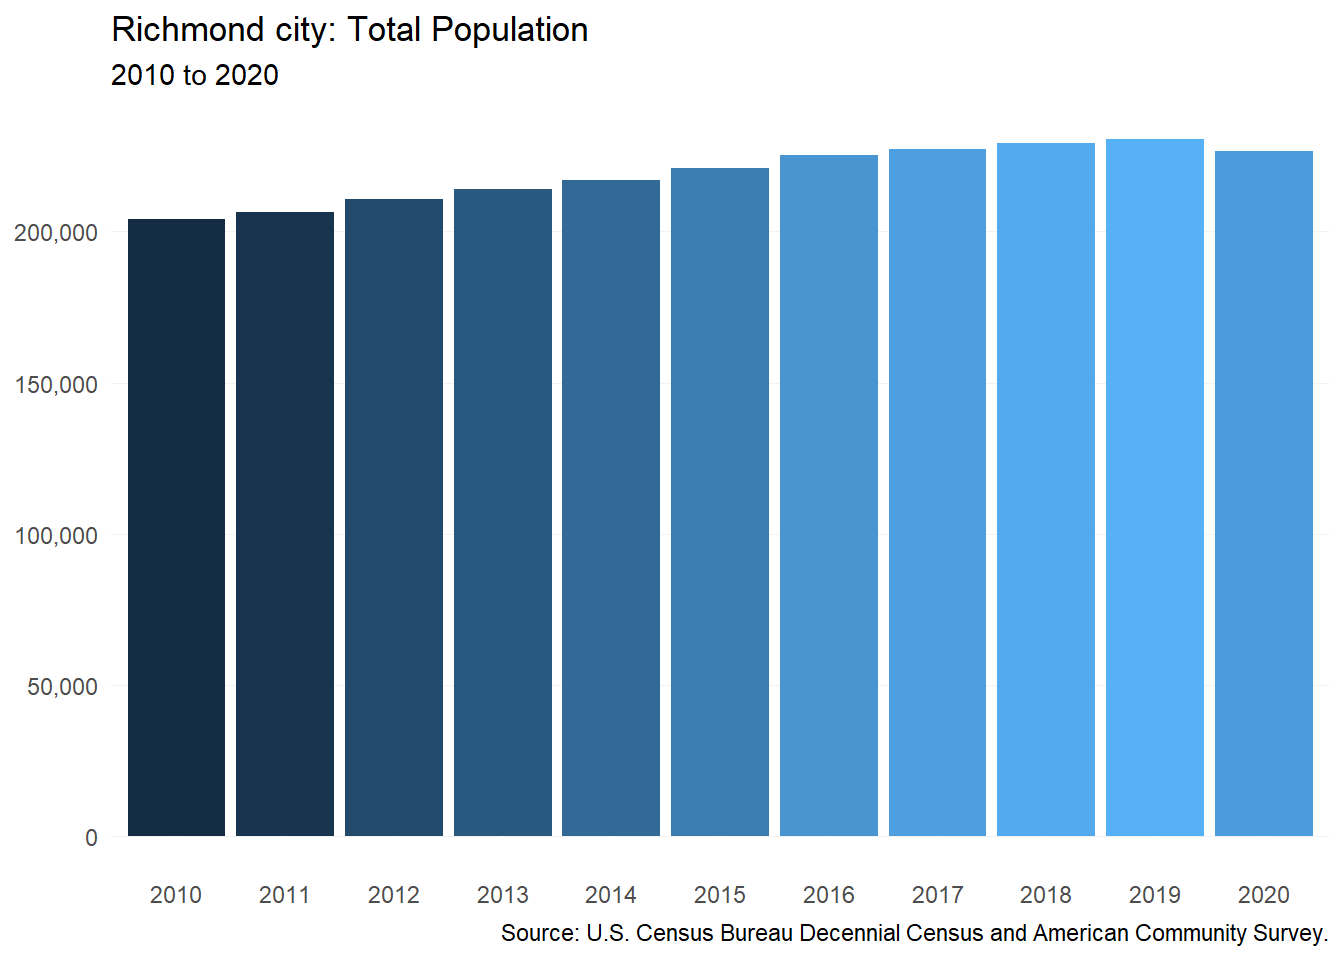 Richmond city: Total Population
2010 to 2020
200,000
150,000
100,000
50,000
0
2010 2011 2012 2013 2014 2015 2016 2017 2018 2019 2020
Source: U.S. Census Bureau Decennial Census and American Community Survey.